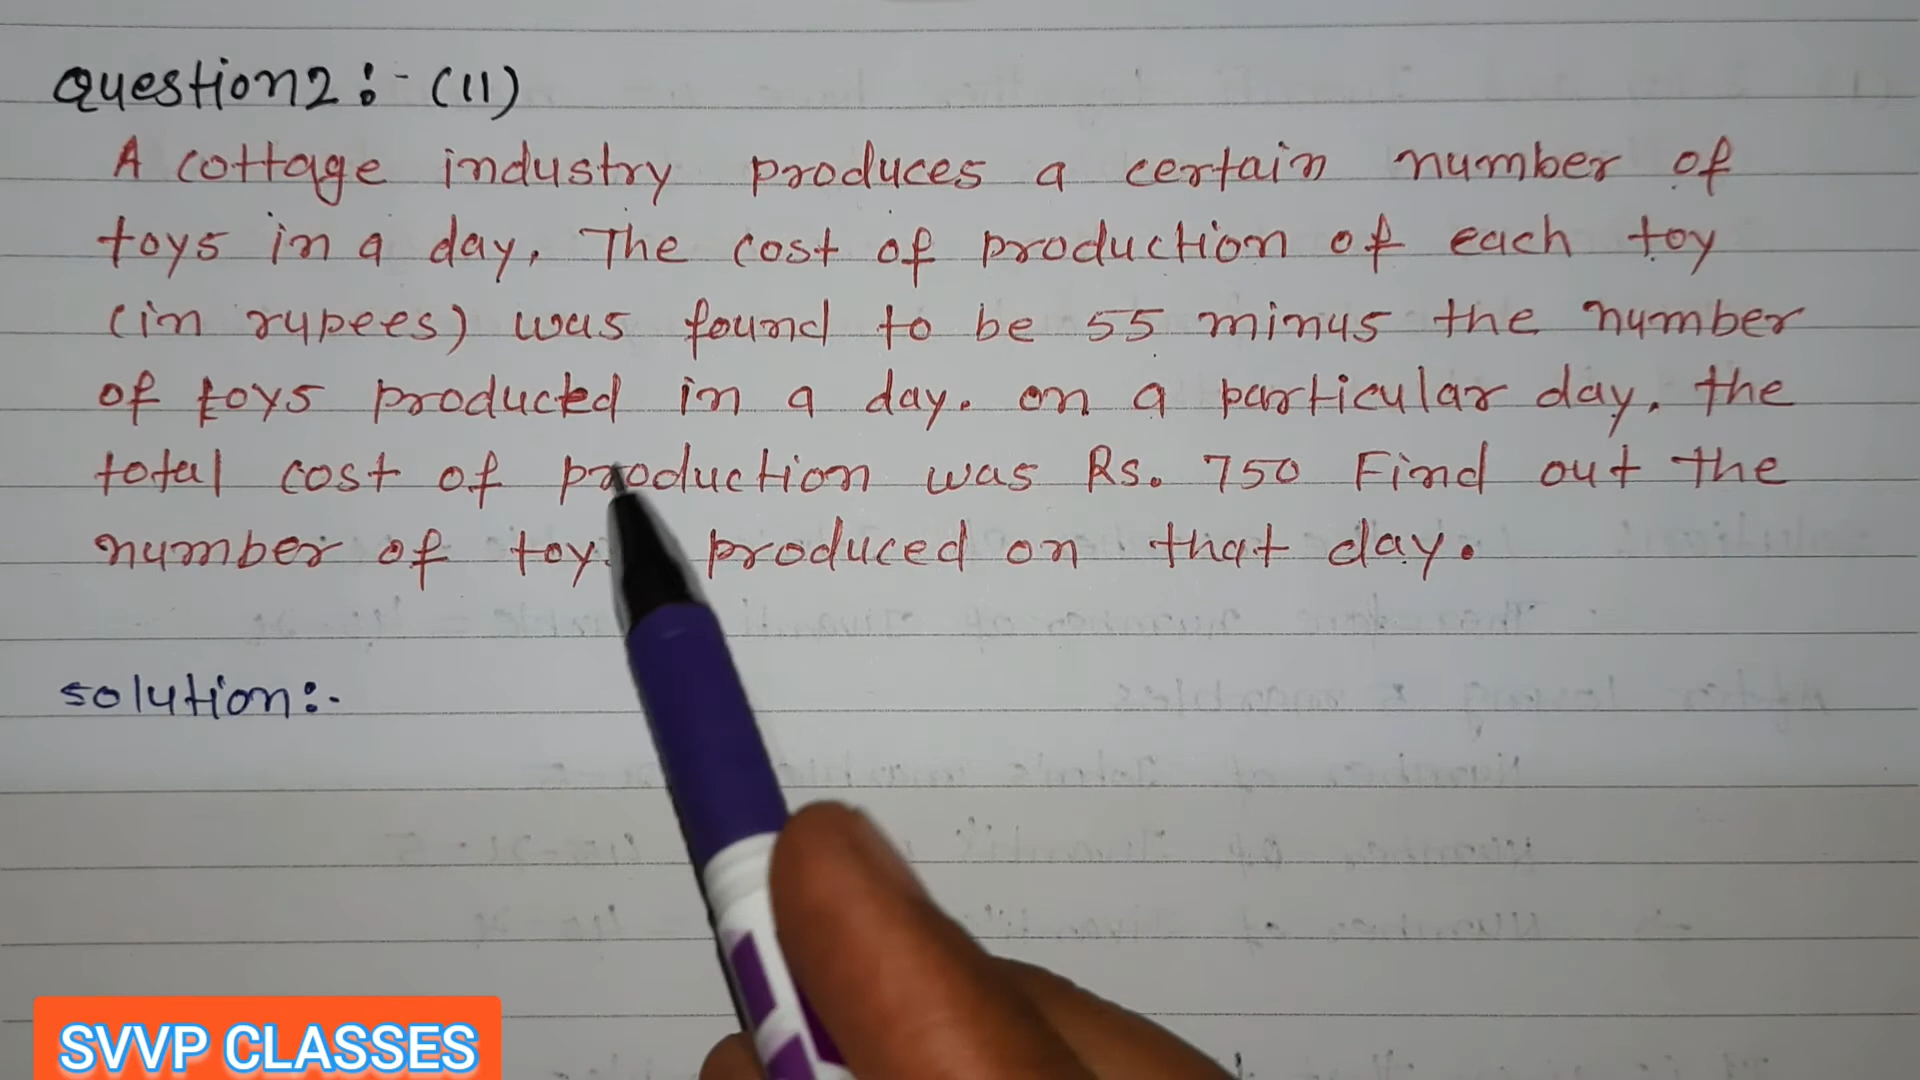 Question2:- (11)
A cottage industry produces a certain number of
toys in a day. The cost of production of each toy
(in rupees) was found to be 55 minus the number
of toys producted in a day. on a particular day. the
total cost of production was Rs. 750 Find out the
number of toy produced on that day.
solution:-
SVVP CLASSES